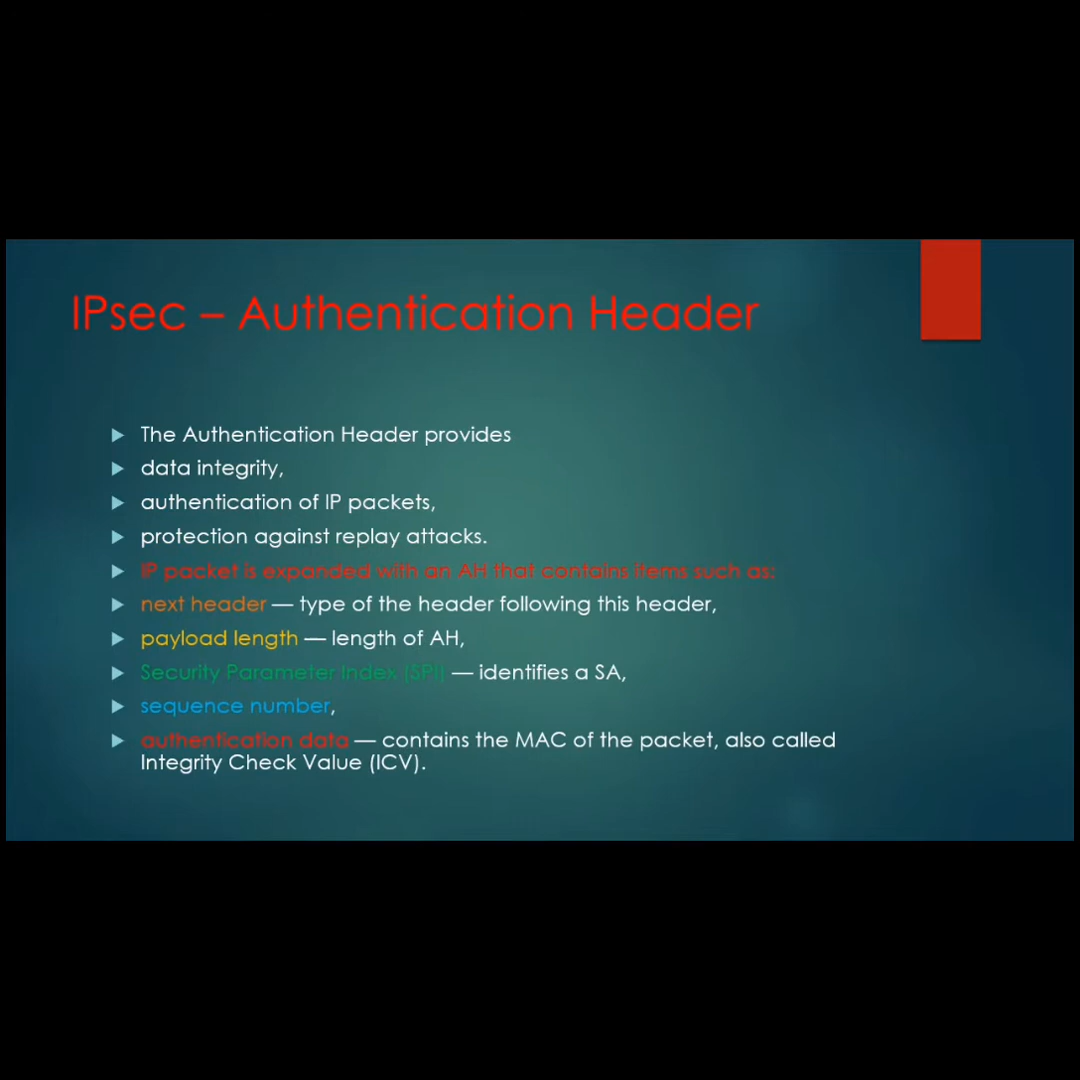 IPsec – Authentication Header
The Authentication Header provides
data integrity,
authentication of IP packets,
protection against replay attacks.
IP packet is expanded with an AH that contains items such as:
next header — type of the header following this header,
payload length — length of AH,
Security Parameter Index (SPI) — identifies a SA,
sequence number,
authentication data — contains the MAC of the packet, also called
Integrity Check Value (ICV).